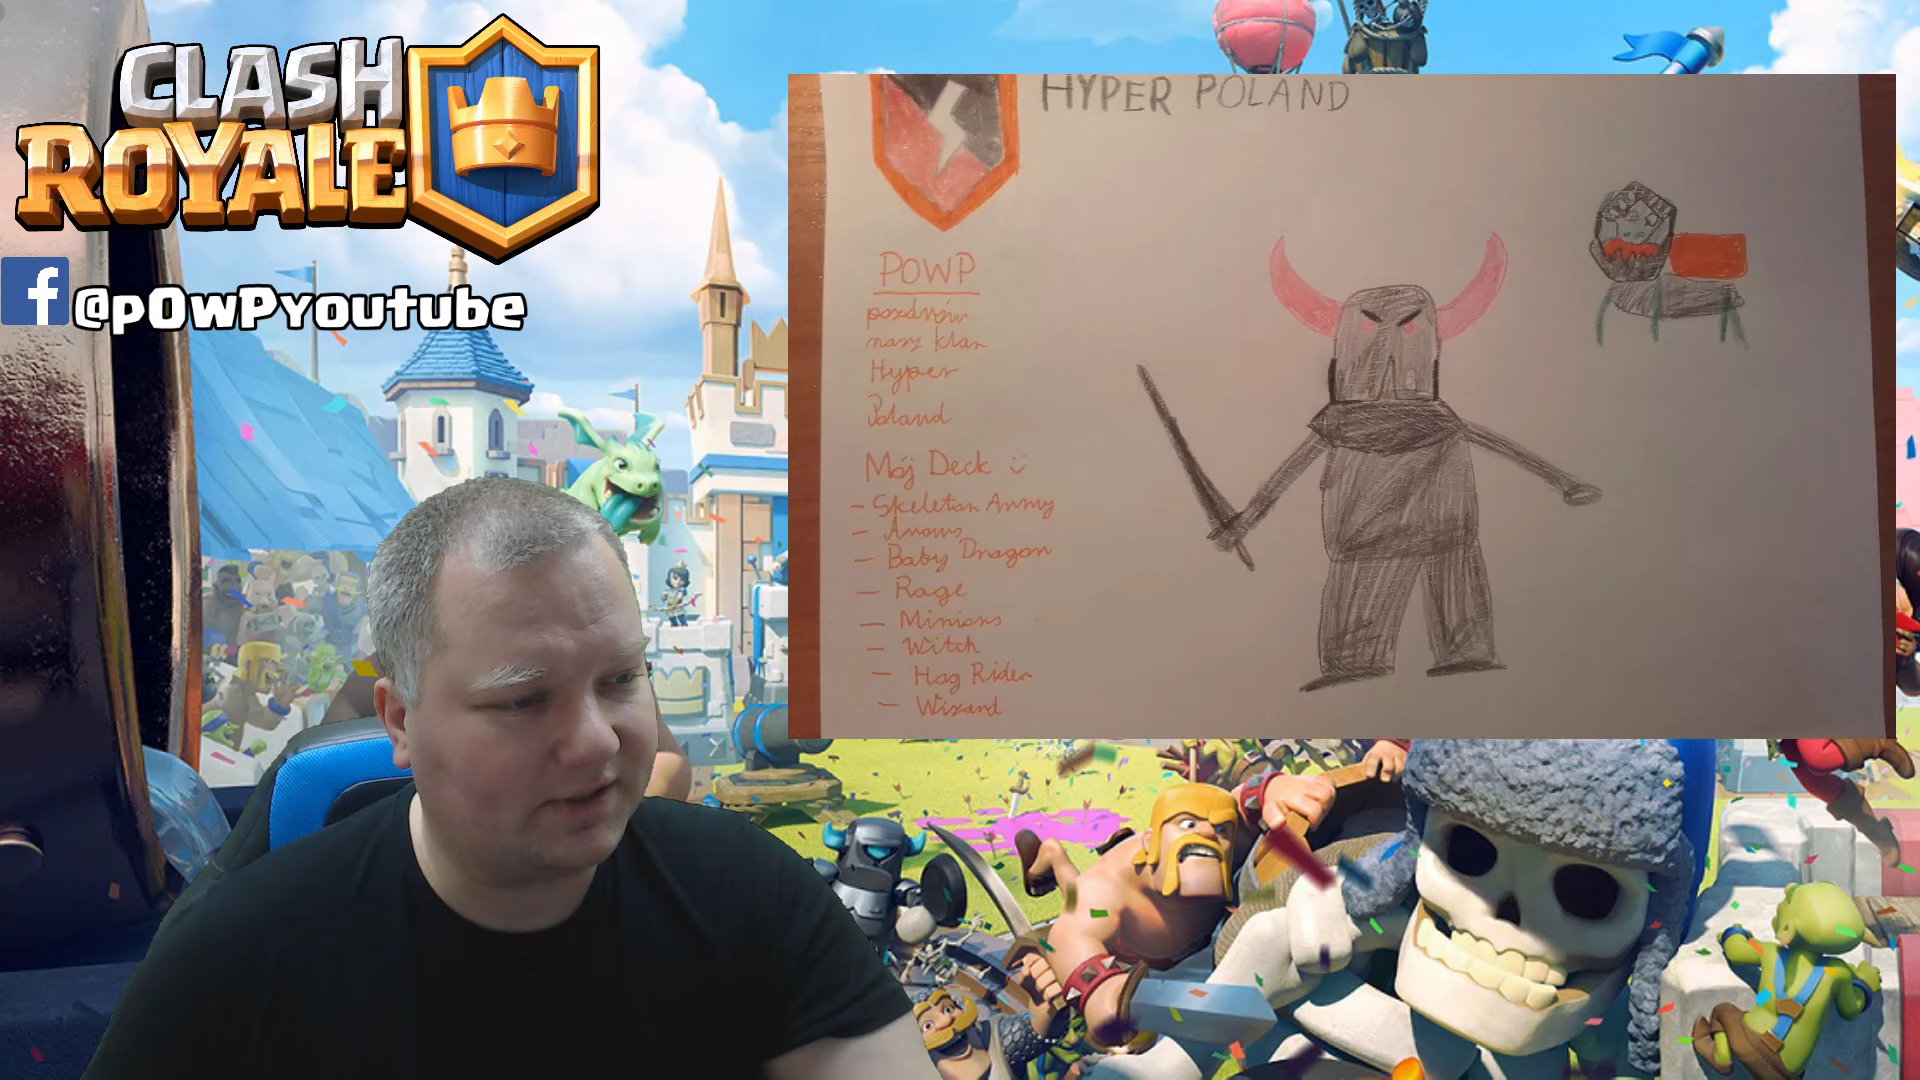 CLASH
ROYALE
f @pOwPyoutube
HYPER POLAND
POWP
pozdrów
nasz klan
Hyper
Poland
Mój Deck
- Skeleton Army
- Arrows
- Baby Dragon
- Rage
- Minions
- Witch
- Hog Rider
- Wizard